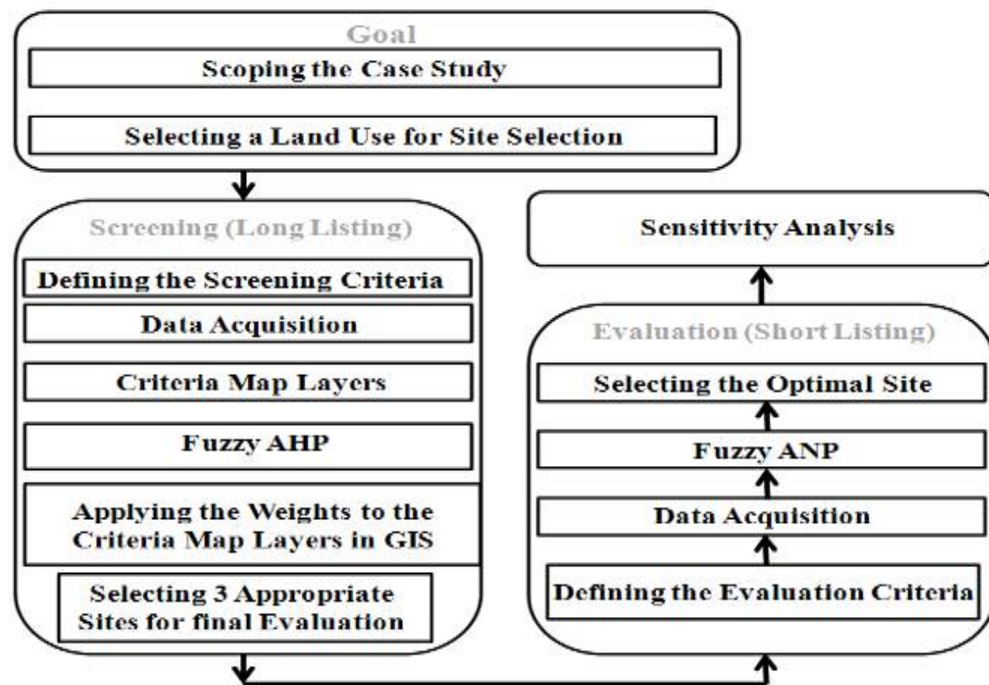 Goal
Scoping the Case Study
Selecting a Land Use for Site Selection
Screening (Long Listing)
Defining the Screening Criteria
Data Acquisition
Criteria Map Layers
Fuzzy AHP
Applying the Weights to the
Criteria Map Layers in GIS
Selecting 3 Appropriate
Sites for final Evaluation
Sensitivity Analysis
Evaluation (Short Listing)
Selecting the Optimal Site
Fuzzy ANP
Data Acquisition
Defining the Evaluation Criteria